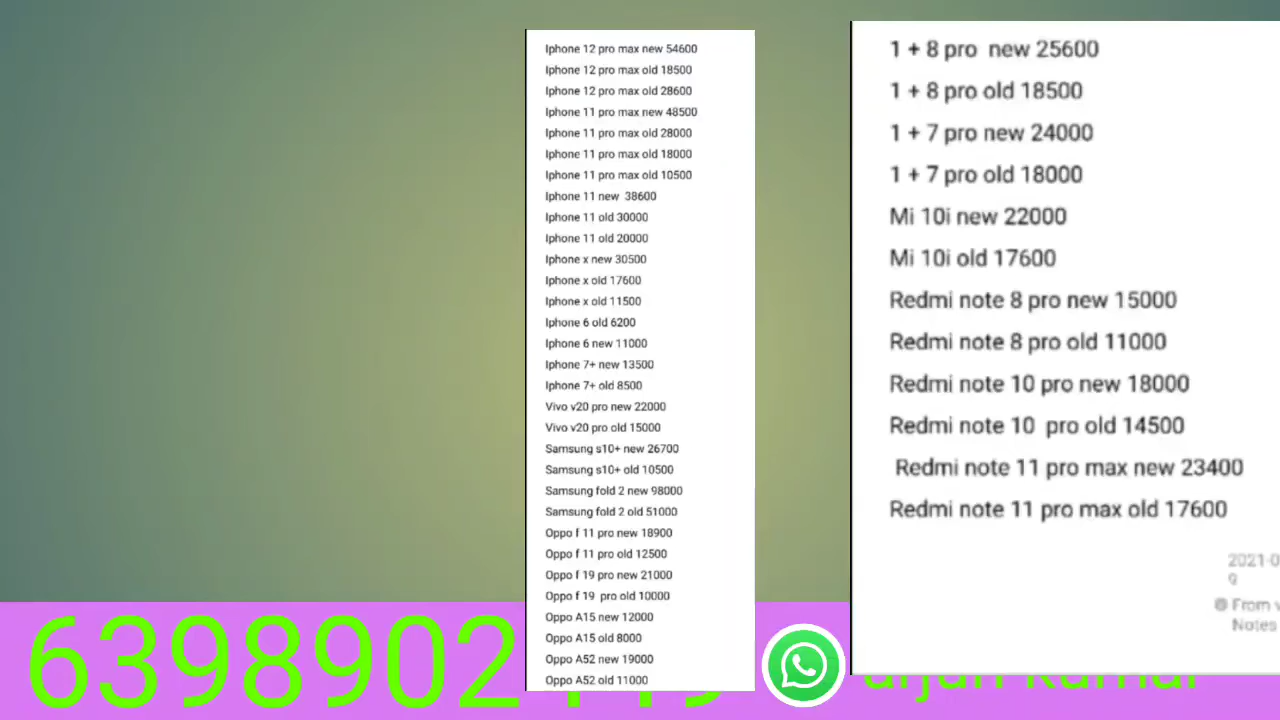 Iphone 12 pro max new 54600
Iphone 12 pro max old 18500
Iphone 12 pro max old 28600
Iphone 11 pro max new 48500
Iphone 11 pro max old 28000
Iphone 11 pro max old 18000
Iphone 11 pro max old 10500
Iphone 11 new 38600
Iphone 11 old 30000
Iphone 11 old 20000
Iphone x new 30500
Iphone x old 17600
Iphone x old 11500
Iphone 6 old 6200
Iphone 6 new 11000
Iphone 7+ new 13500
Iphone 7+ old 8500
Vivo v20 pro new 22000
Vivo v20 pro old 15000
Samsung s10+ new 26700
Samsung s10+ old 10500
Samsung fold 2 new 98000
Samsung fold 2 old 51000
Oppo f 11 pro new 18900
Oppo f 11 pro old 12500
Oppo f 19 pro new 21000
Oppo f 19 pro old 10000
Oppo A15 new 12000
Oppo A15 old 8000
Oppo A52 new 19000
Oppo A52 old 11000
1 + 8 pro new 25600
1 + 8 pro old 18500
1 + 7 pro new 24000
1 + 7 pro old 18000
Mi 10i new 22000
Mi 10i old 17600
Redmi note 8 pro new 15000
Redmi note 8 pro old 11000
Redmi note 10 pro new 18000
Redmi note 10 pro old 14500
Redmi note 11 pro max new 23400
Redmi note 11 pro max old 17600
2021-0
9
From
Notes
6398902